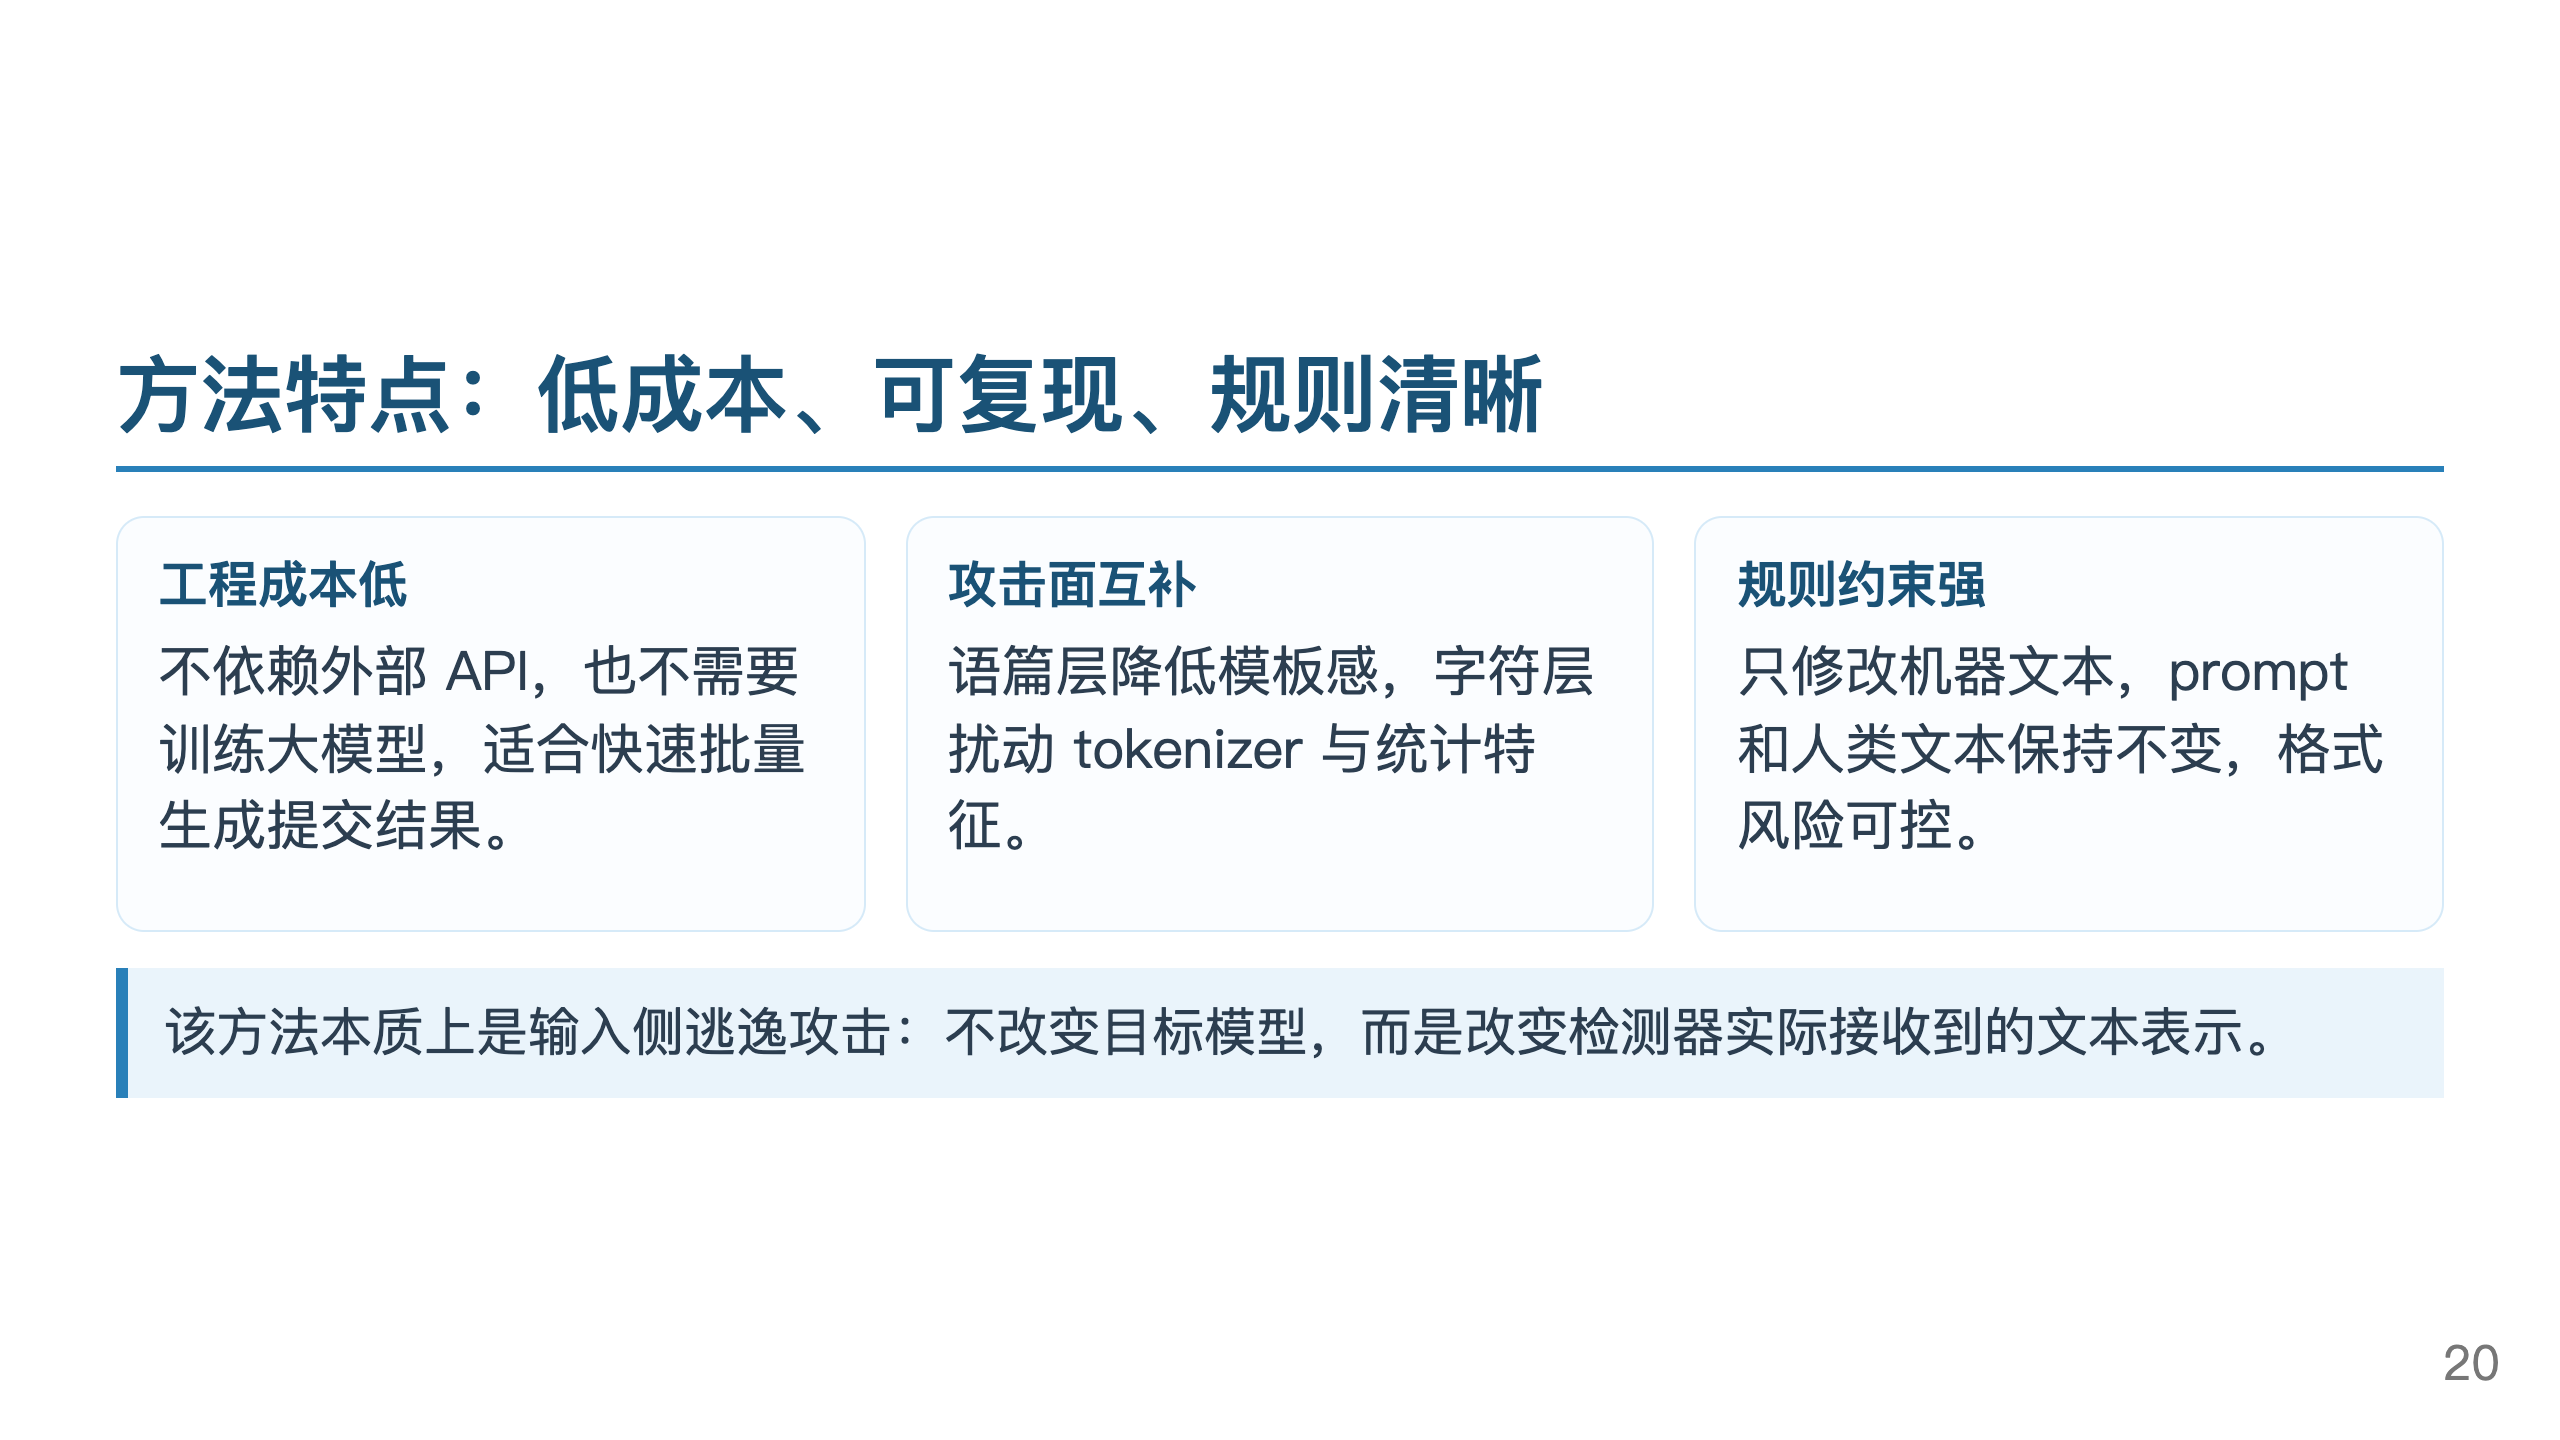 方法特点：低成本、可复现、规则清晰
工程成本低
不依赖外部 API，也不需要
训练大模型，适合快速批量
生成提交结果。
攻击面互补
语篇层降低模板感，字符层
扰动 tokenizer 与统计特
征。
规则约束强
只修改机器文本，prompt
和人类文本保持不变，格式
风险可控。
该方法本质上是输入侧逃逸攻击：不改变目标模型，而是改变检测器实际接收到的文本表示。
20